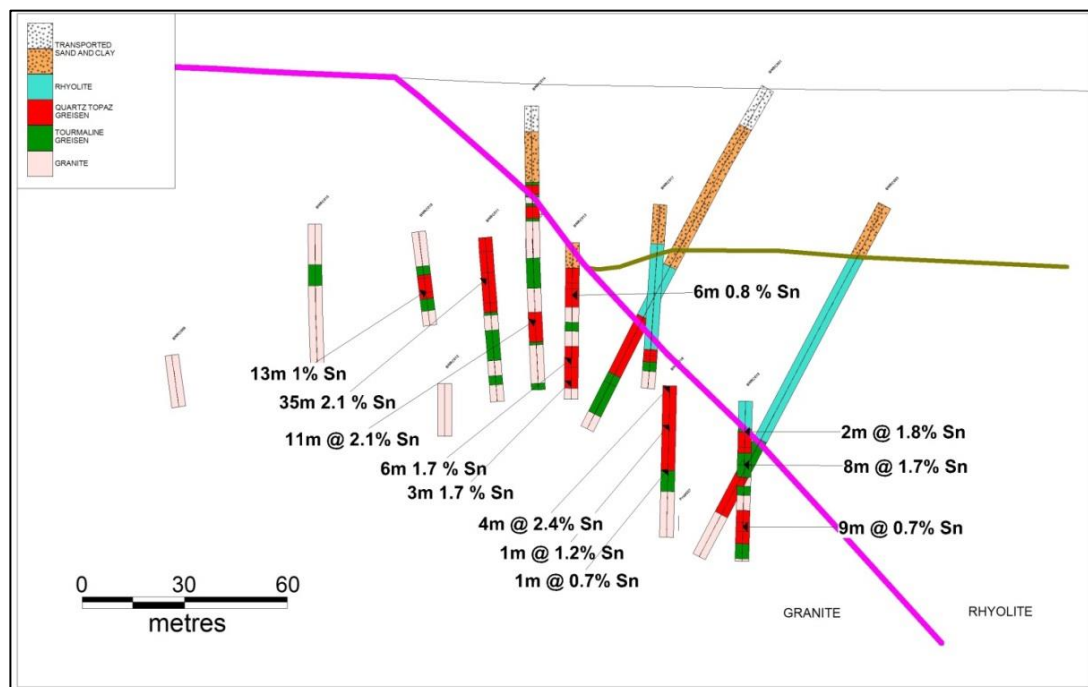 TRANSPORTED
SAND AND CLAY
RHYOLITE
QUARTZ TOPAZ
GREISEN
TOURMALINE
GREISEN
GRANITE
6m 0.8 % Sn
13m 1% Sn
35m 2.1 % Sn
11m @ 2.1% Sn
6m 1.7 % Sn
3m 1.7 % Sn
4m @ 2.4% Sn
1m @ 1.2% Sn
1m @ 0.7% Sn
2m @ 1.8% Sn
8m @ 1.7% Sn
9m @ 0.7% Sn
0 30 60
metres
GRANITE
RHYOLITE